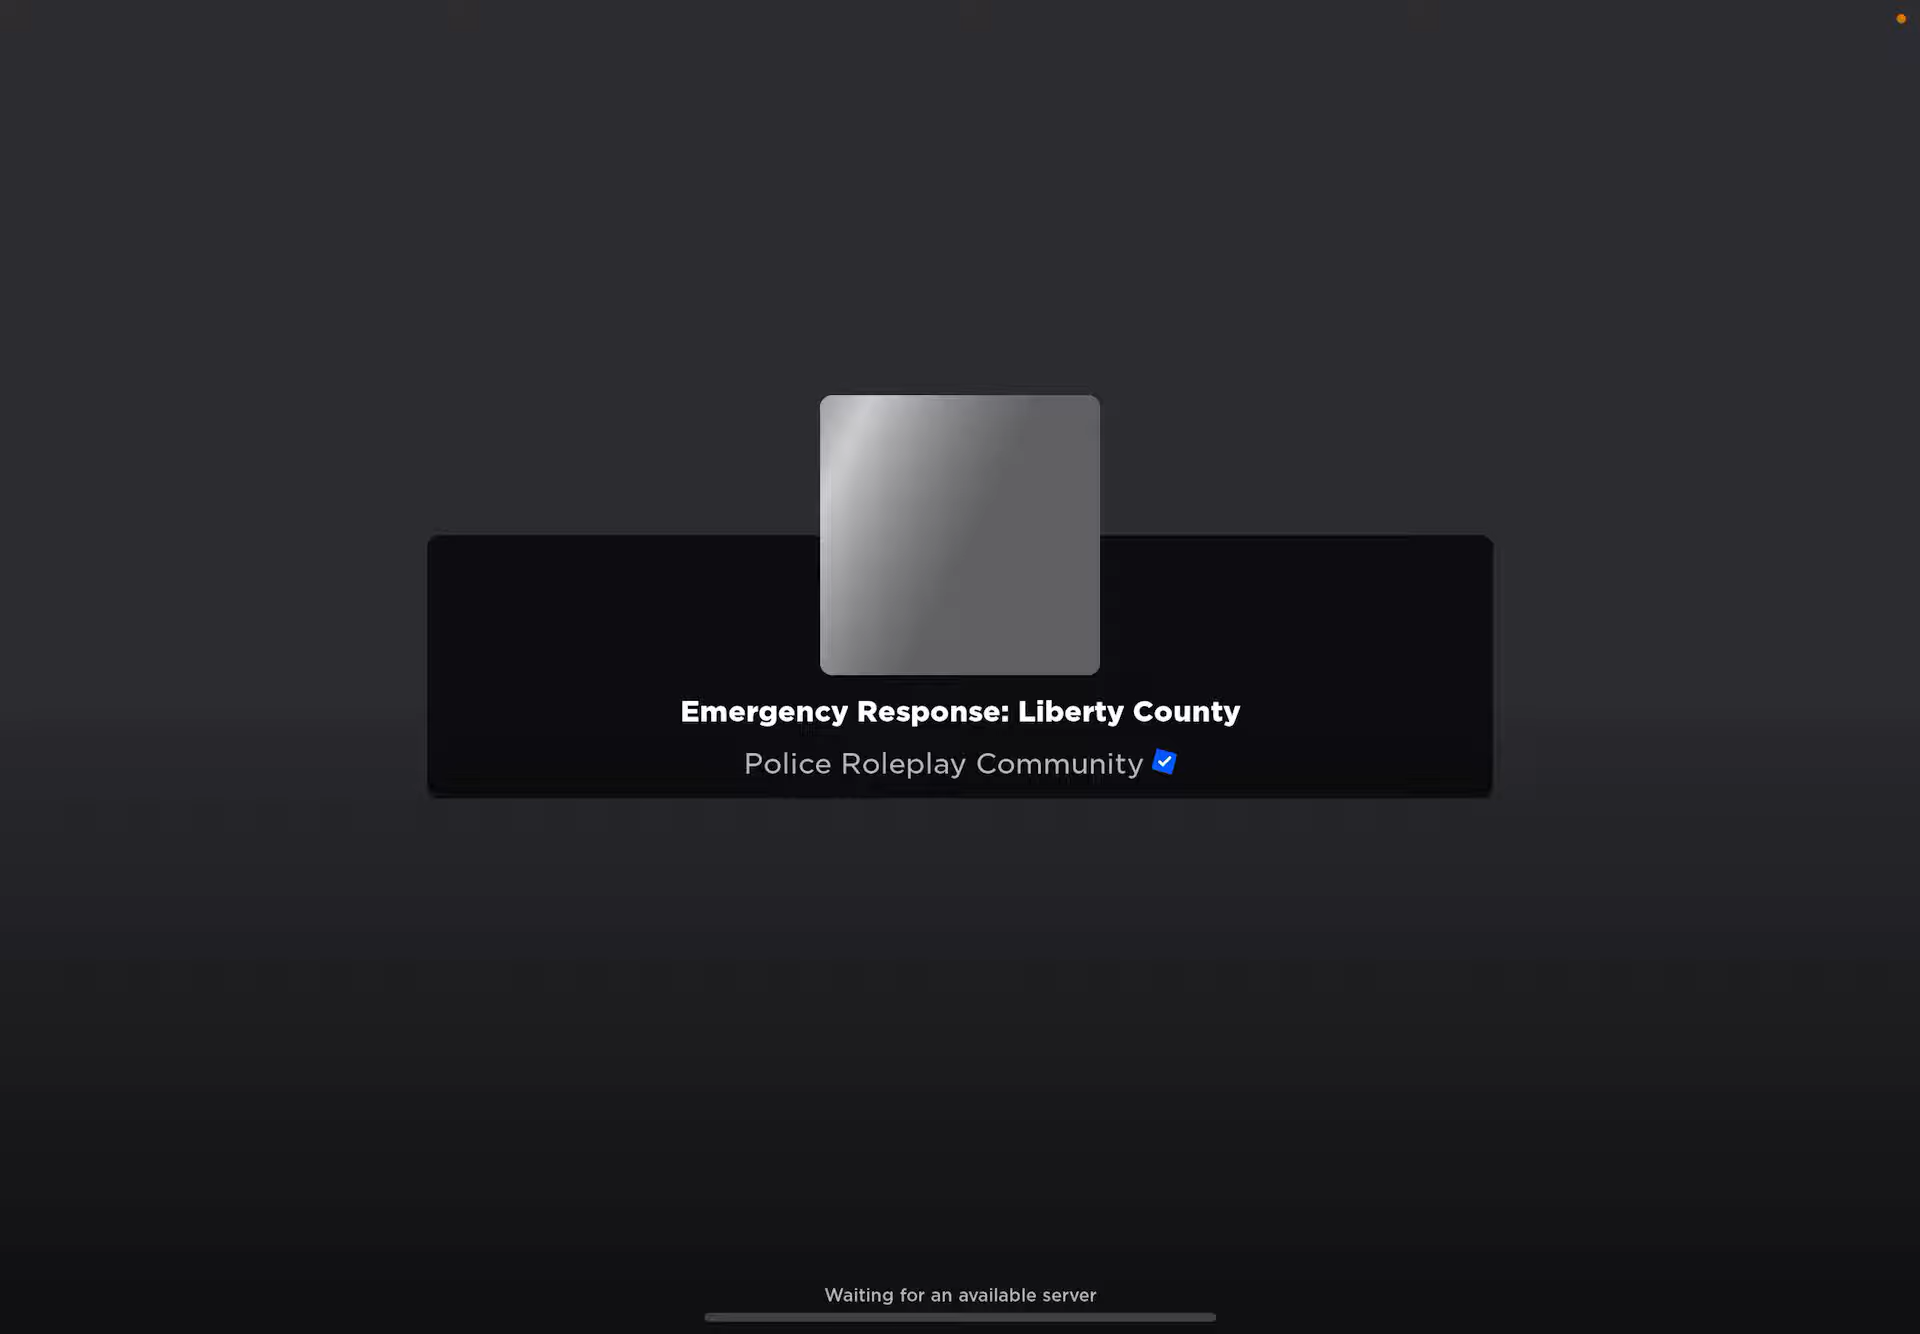 Emergency Response: Liberty County
Police Roleplay Community
Waiting for an available server